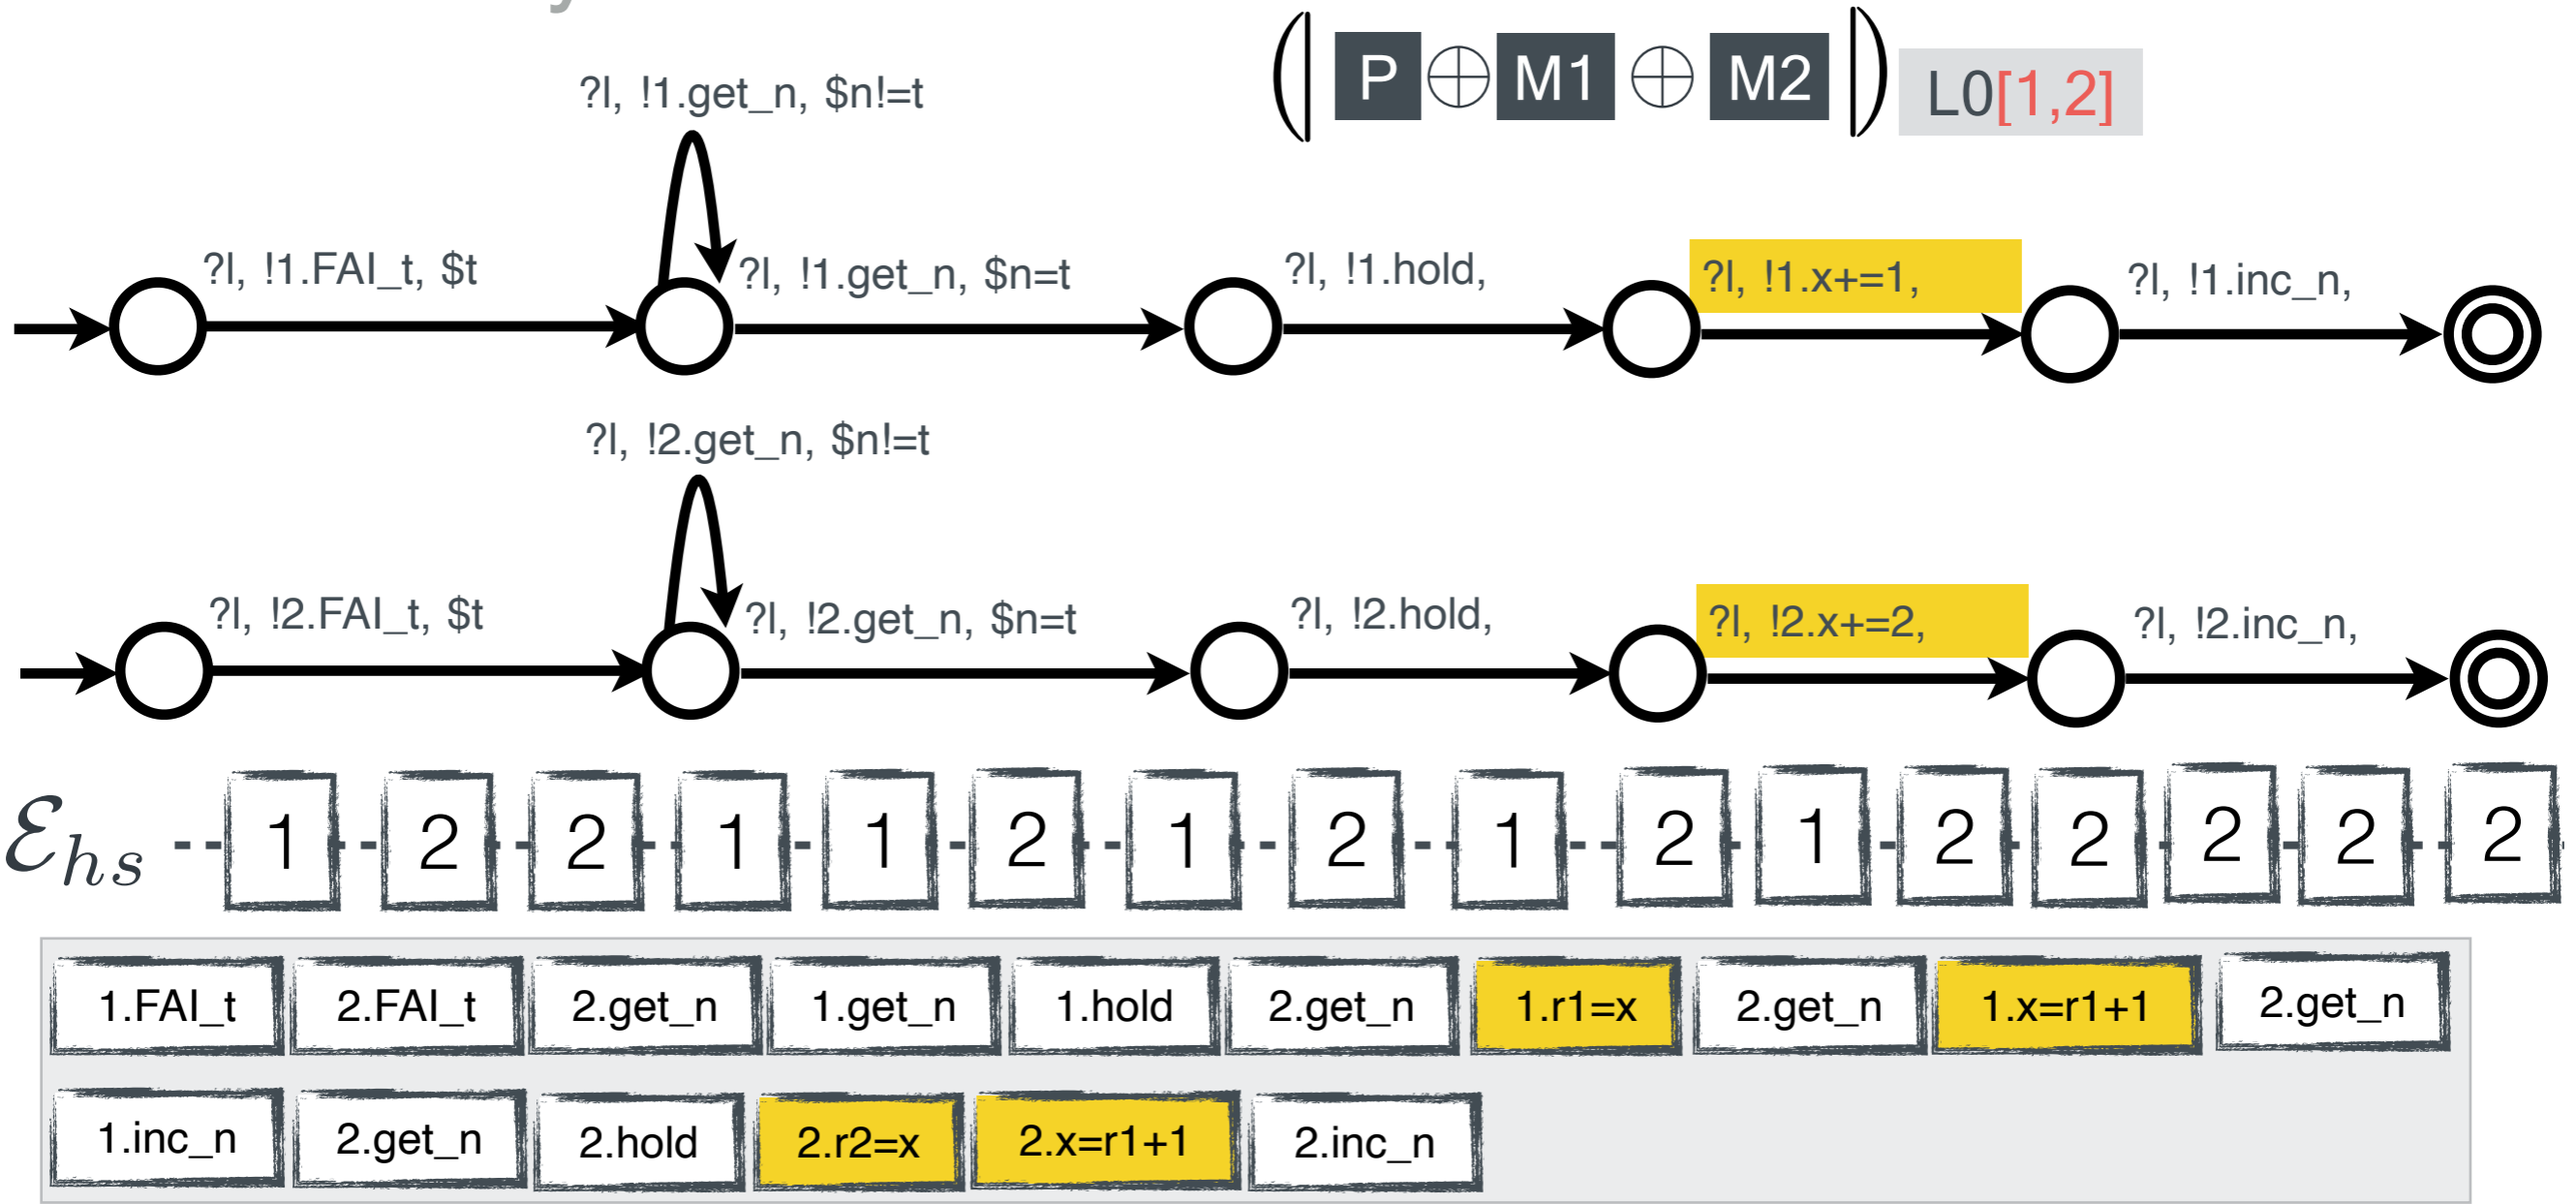 P ⊕ M1 ⊕ M2 L0[1,2]
?l, !1.get_n, $n!=t
?l, !1.FAI_t, $t
?l, !1.get_n, $n=t
?l, !1.hold,
?l, !1.x+=1,
?l, !1.inc_n,
?l, !2.get_n, $n!=t
?l, !2.FAI_t, $t
?l, !2.get_n, $n=t
?l, !2.hold,
?l, !2.x+=2,
?l, !2.inc_n,
ℰhs 1 2 2 1 1 2 1 2 1 2 1 2 2 2 2 2
1.FAI_t 2.FAI_t 2.get_n 1.get_n 1.hold 2.get_n 1.r1=x 2.get_n 1.x=r1+1 2.get_n
1.inc_n 2.get_n 2.hold 2.r2=x 2.x=r1+1 2.inc_n